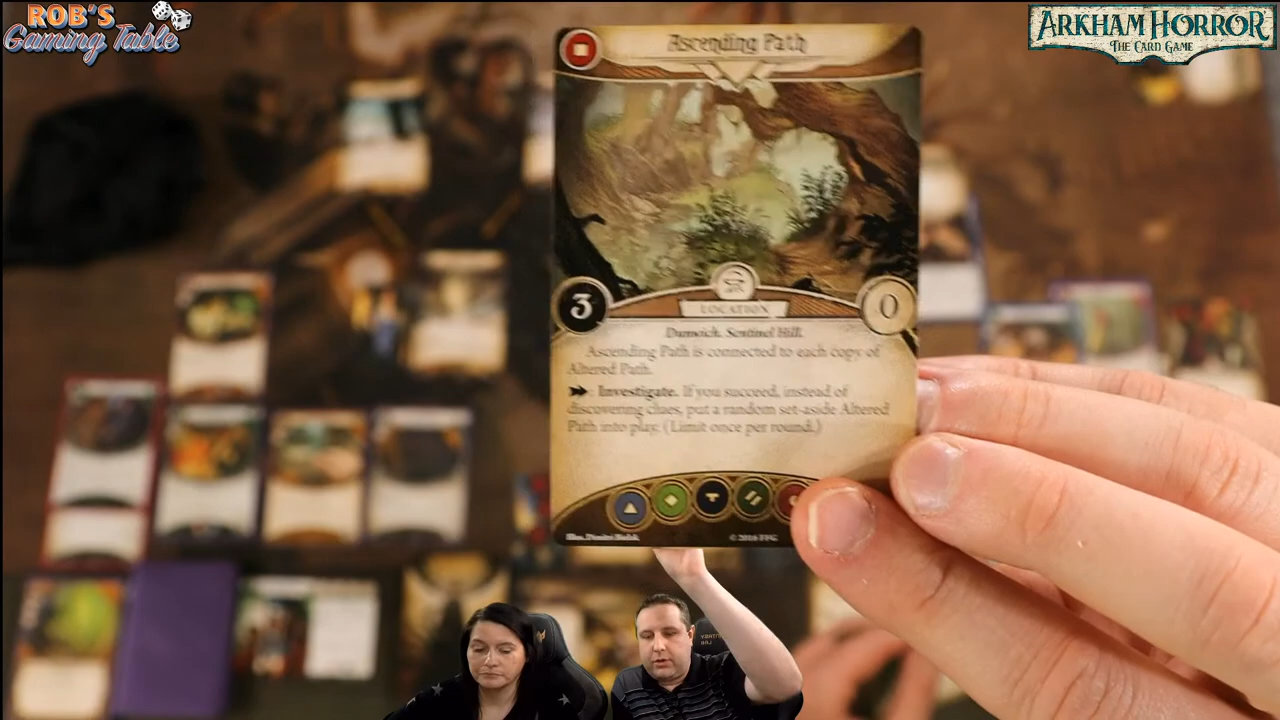 ROB'S
Gaming Table
ARKHAM HORROR
THE CARD GAME
Ascending Path
3
0
LOCATION
Dunwich. Sentinel Hill.
Ascending Path is connected to each copy of
Altered Path.
Investigate. If you succeed, instead of
discovering clues, put a random set-aside Altered
Path into play. (Limit once per round.)
© 2016 FFG